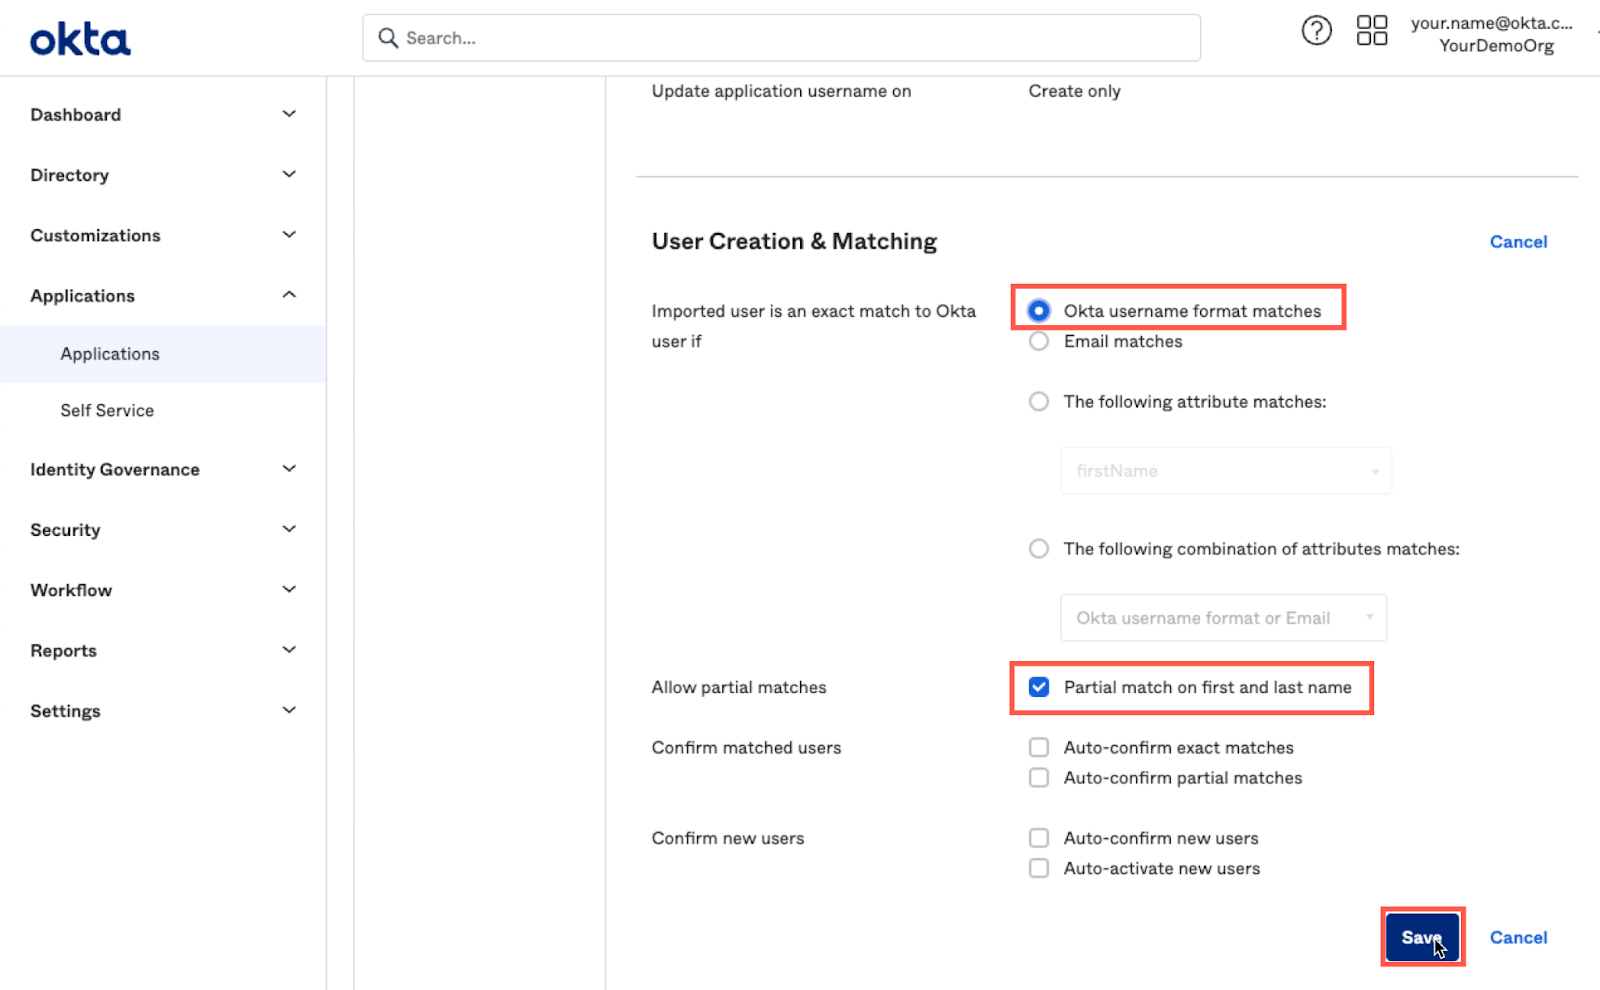 okta
Search...
your.name@okta.c...
YourDemoOrg
Dashboard
Directory
Customizations
Applications
Applications
Self Service
Identity Governance
Security
Workflow
Reports
Settings
Update application username on
Create only
User Creation & Matching
Cancel
Imported user is an exact match to Okta
user if
Okta username format matches
Email matches
The following attribute matches:
firstName
The following combination of attributes matches:
Okta username format or Email
Allow partial matches
Partial match on first and last name
Confirm matched users
Auto-confirm exact matches
Auto-confirm partial matches
Confirm new users
Auto-confirm new users
Auto-activate new users
Save
Cancel